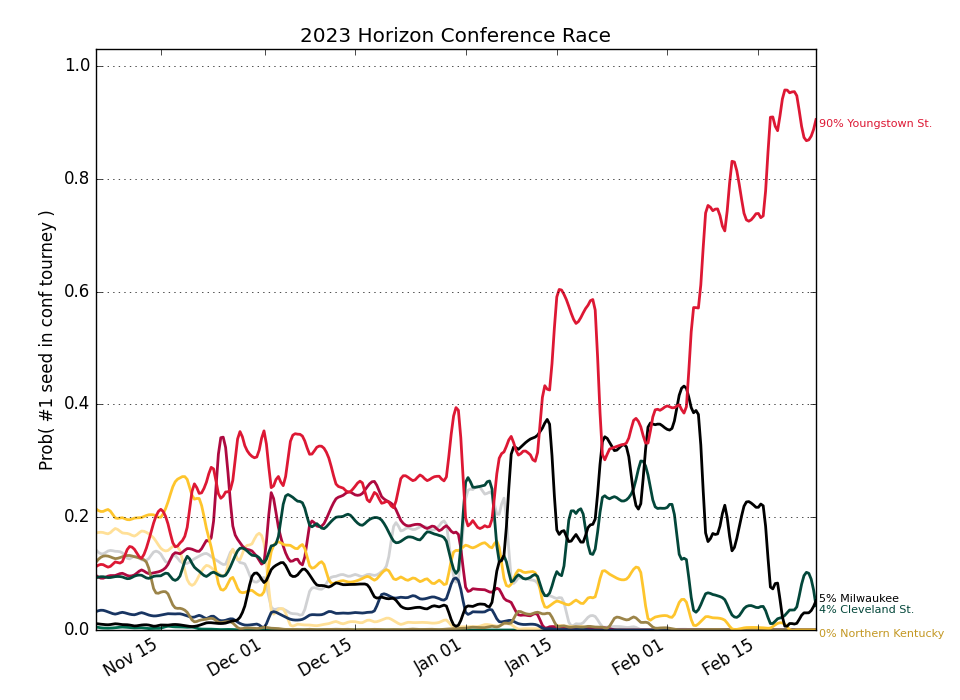 2023 Horizon Conference Race
Prob( #1 seed in conf tourney )
1.0
0.8
0.6
0.4
0.2
0.0
Nov 15
Dec 01
Dec 15
Jan 01
Jan 15
Feb 01
Feb 15
90% Youngstown St.
5% Milwaukee
4% Cleveland St.
0% Northern Kentucky